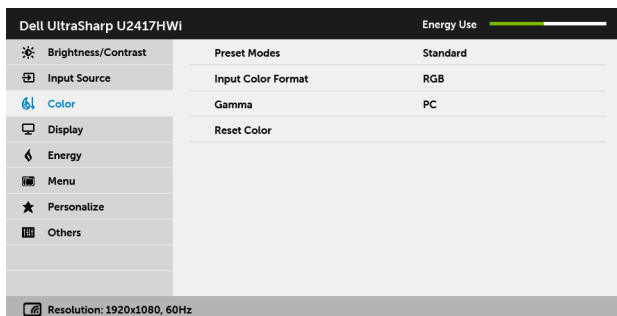 Dell UltraSharp U2417HWi
Energy Use
Brightness/Contrast
Preset Modes Standard
Input Source
Input Color Format RGB
Color
Gamma PC
Display
Reset Color
Energy
Menu
Personalize
Others
Resolution: 1920x1080, 60Hz